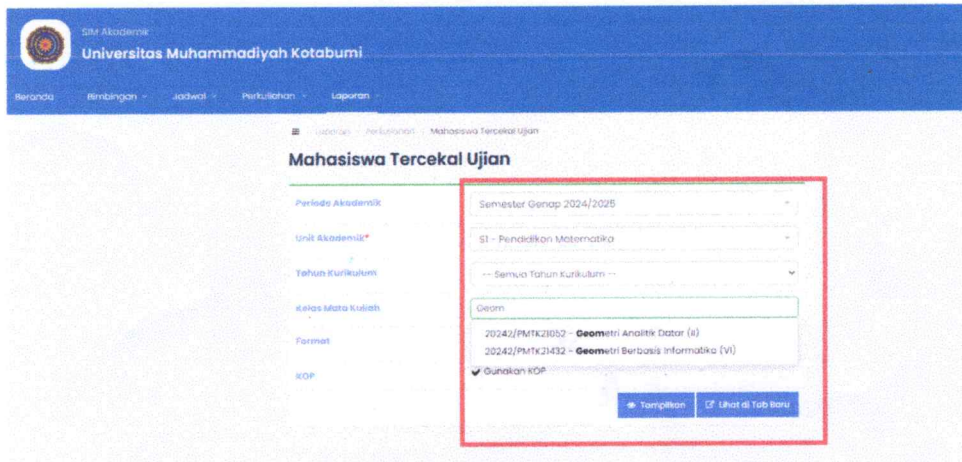 SIM Akademik
Universitas Muhammadiyah Kotabumi
Beranda Bimbingan Jadwal Perkuliahan Laporan
Laporan Perkuliahan Mahasiswa Tercekal Ujian
Mahasiswa Tercekal Ujian
Periode Akademik Semester Genap 2024/2025
Unit Akademik* S1 - Pendidikan Matematika
Tahun Kurikulum -- Semua Tahun Kurikulum --
Kelas Mata Kuliah Geom
20242/PMTK21052 - Geometri Analitik Datar (II)
Format 20242/PMTK21432 - Geometri Berbasis Informatika (VI)
KOP Gunakan KOP
Tampilkan Lihat di Tab Baru